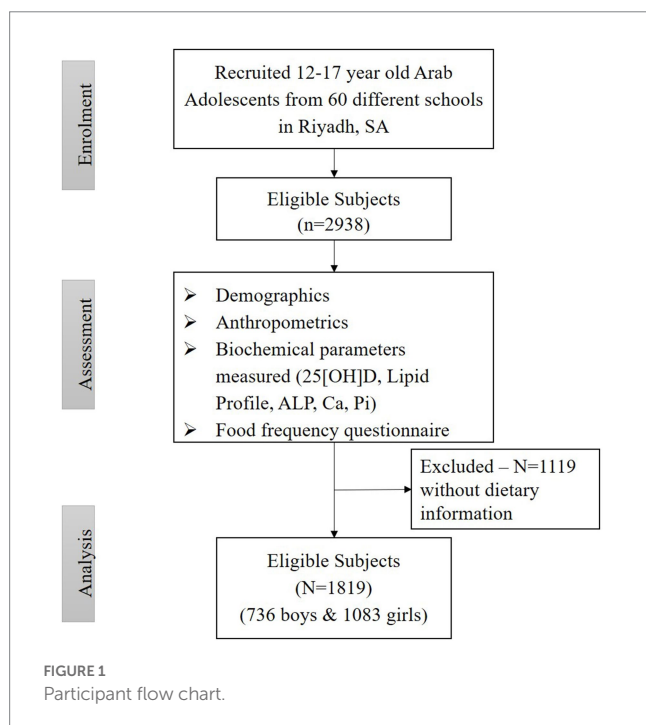 Enrolment
Recruited 12-17 year old Arab
Adolescents from 60 different schools
in Riyadh, SA
Eligible Subjects
(n=2938)
Assessment
➤ Demographics
➤ Anthropometrics
➤ Biochemical parameters
measured (25[OH]D, Lipid
Profile, ALP, Ca, Pi)
➤ Food frequency questionnaire
Excluded – N=1119
without dietary
information
Analysis
Eligible Subjects
(N=1819)
(736 boys & 1083 girls)
FIGURE 1
Participant flow chart.